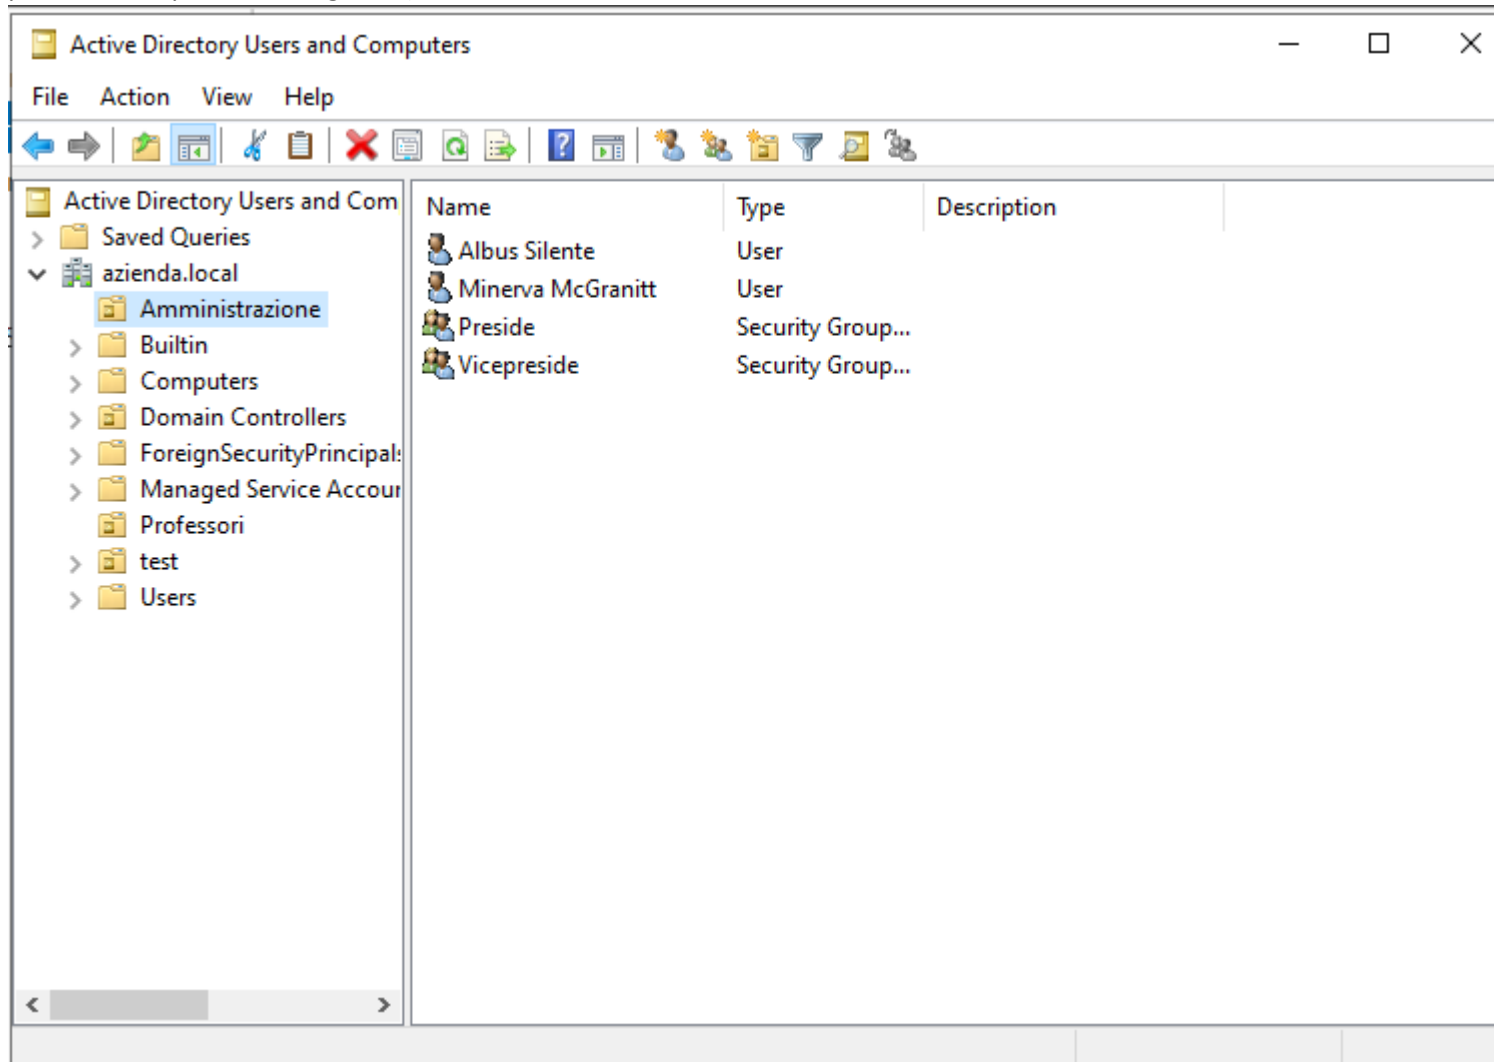 Active Directory Users and Computers
File Action View Help
Active Directory Users and Com
Saved Queries
azienda.local
Amministrazione
Builtin
Computers
Domain Controllers
ForeignSecurityPrincipals
Managed Service Accour
Professori
test
Users
Name Type Description
Albus Silente User
Minerva McGranitt User
Preside Security Group...
Vicepreside Security Group...